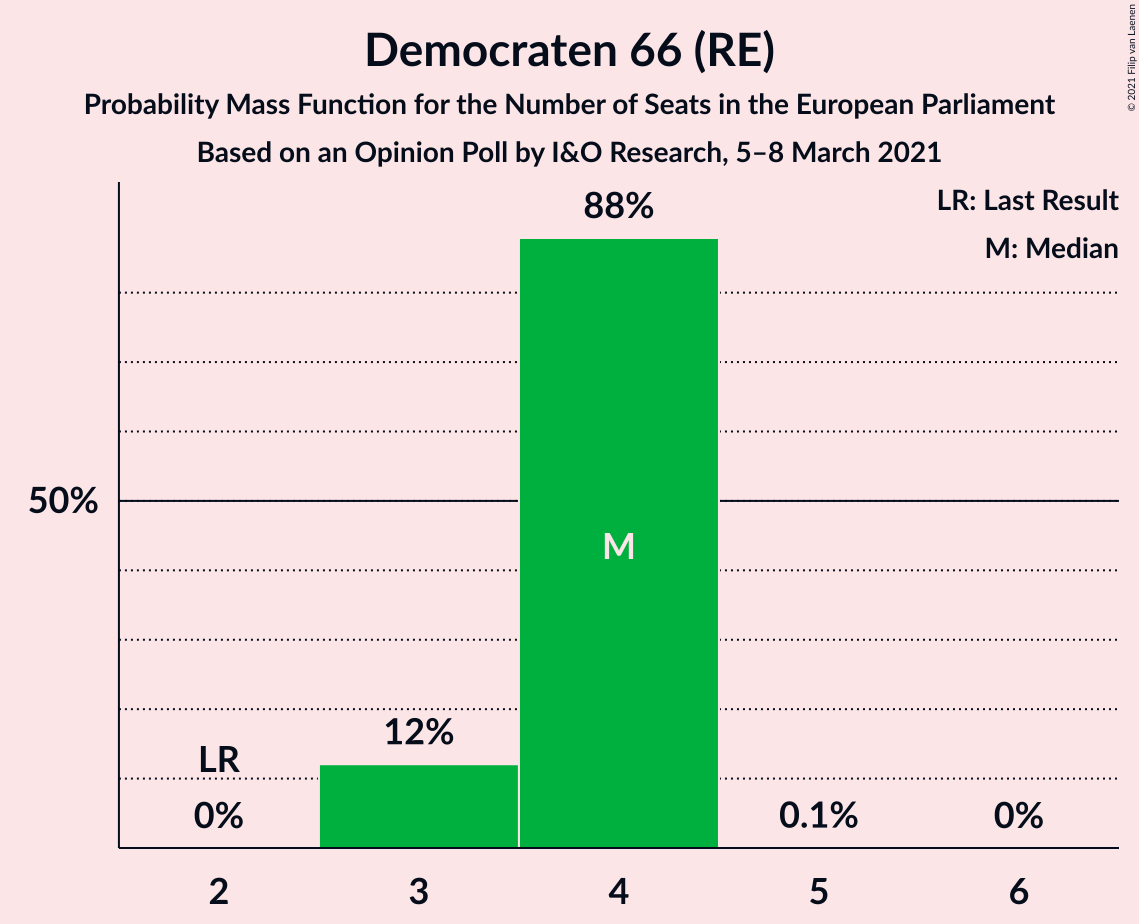 Democraten 66 (RE)
Probability Mass Function for the Number of Seats in the European Parliament
Based on an Opinion Poll by I&O Research, 5–8 March 2021
© 2021 Filip van Laenen
LR: Last Result
M: Median
88%
50%
M
12%
LR
0%
0.1%
0%
2 3 4 5 6